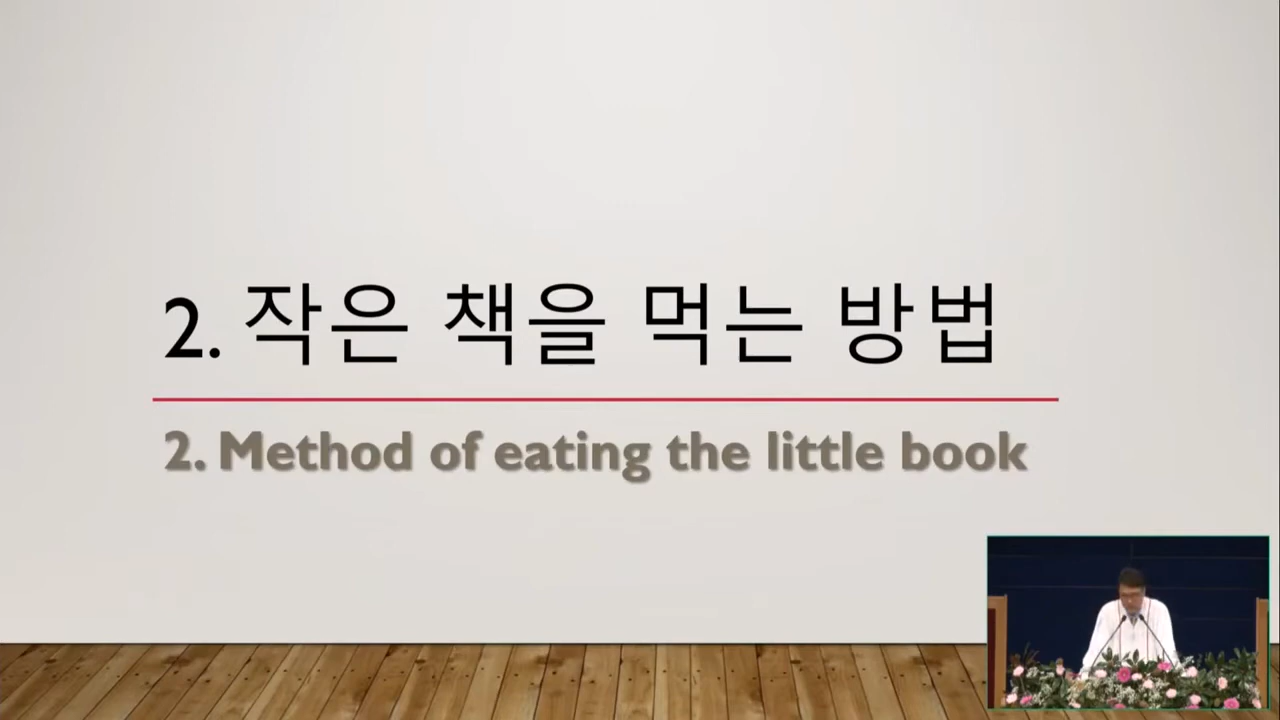 2. 작은 책을 먹는 방법
2. Method of eating the little book